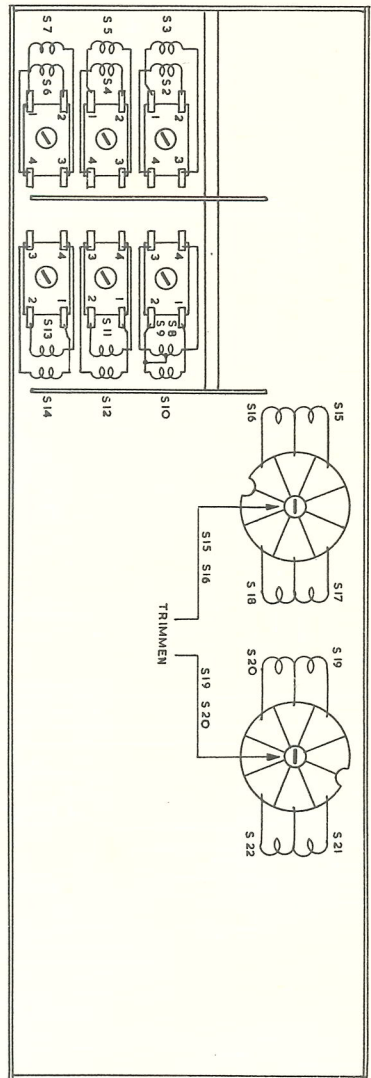 S3
S5
S7
S2
S4
S6
1 2
1 2
1 2
4 3
4 3
4 3
3 4
3 4
3 4
2 1
2 1
2 1
S8
S9
S11
S13
S10
S12
S14
S15
S16
S17
S18
S15 S16
TRIMMEN
S19 S20
S19
S20
S21
S22